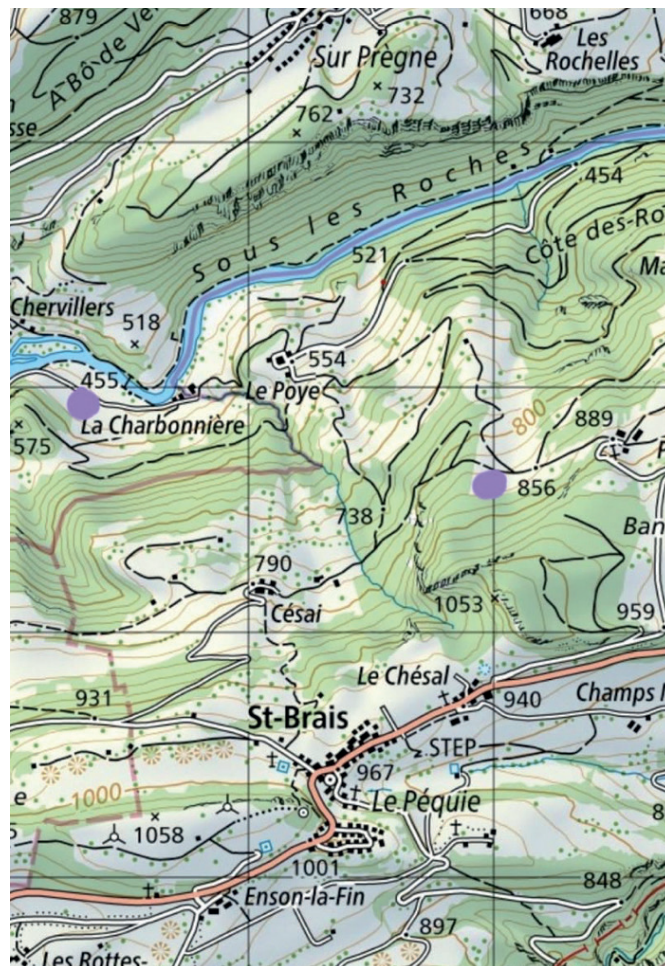 879
A Bô de Ve
668
Les
Rochelles
Sur Prègne
732
762
sse
Sous les Roches
454
Côte des-Ro
521
Ma
Chervillers
518
554
455
Le Poye
La Charbonnière
575
800
889
856
738
Ban
790
1053
Césai
959
Le Chésal
931
940
Champs
St-Brais
STEP
967
1000
e
Le Péquie
8
1058
1001
848
Enson-la-Fin
897
Les Rottes-